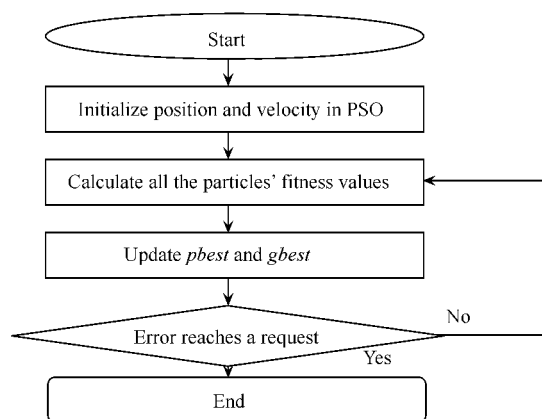 Start
Initialize position and velocity in PSO
Calculate all the particles’ fitness values
Update pbest and gbest
Error reaches a request
No
Yes
End